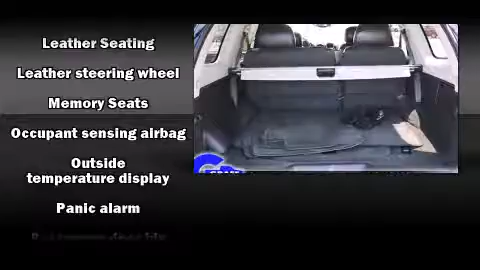 Leather Seating
Leather steering wheel
Memory Seats
Occupant sensing airbag
Outside
temperature display
Panic alarm